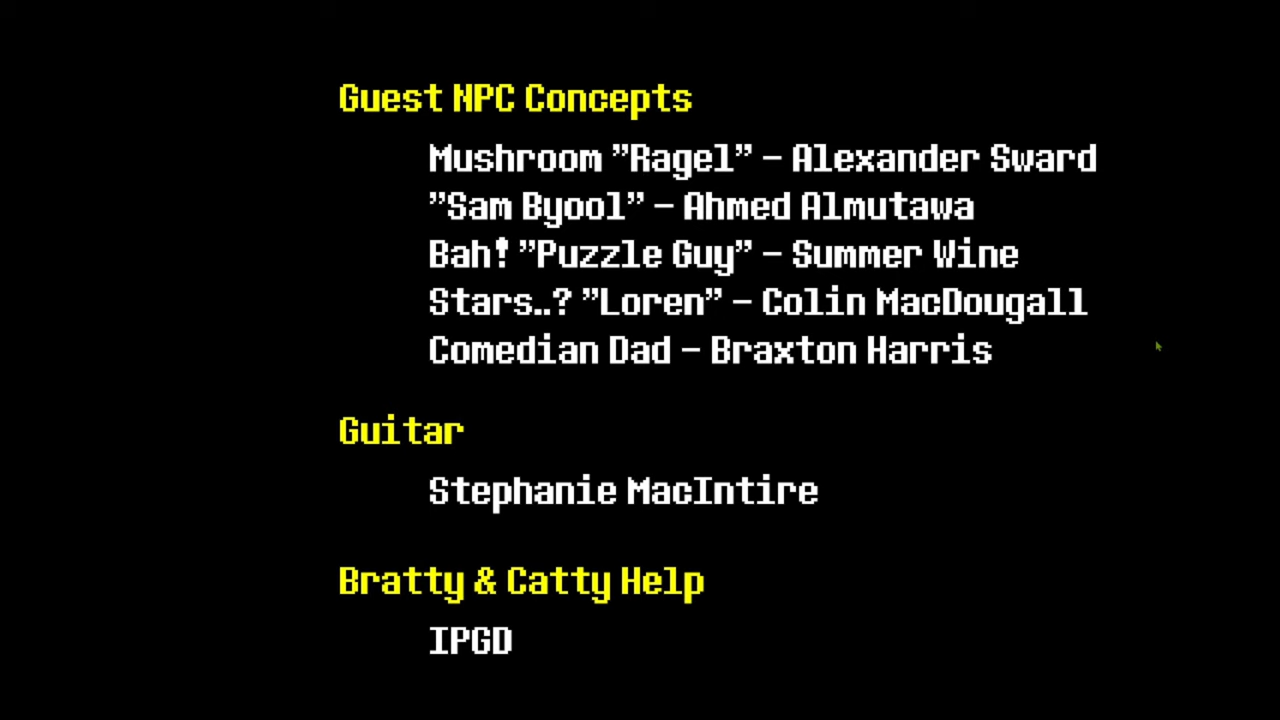 Guest NPC Concepts
Mushroom ”Ragel” – Alexander Sward
”Sam Byool” – Ahmed Almutawa
Bah! ”Puzzle Guy” – Summer Wine
Stars..? ”Loren” – Colin MacDougall
Comedian Dad – Braxton Harris
Guitar
Stephanie MacIntire
Bratty & Catty Help
IPGD